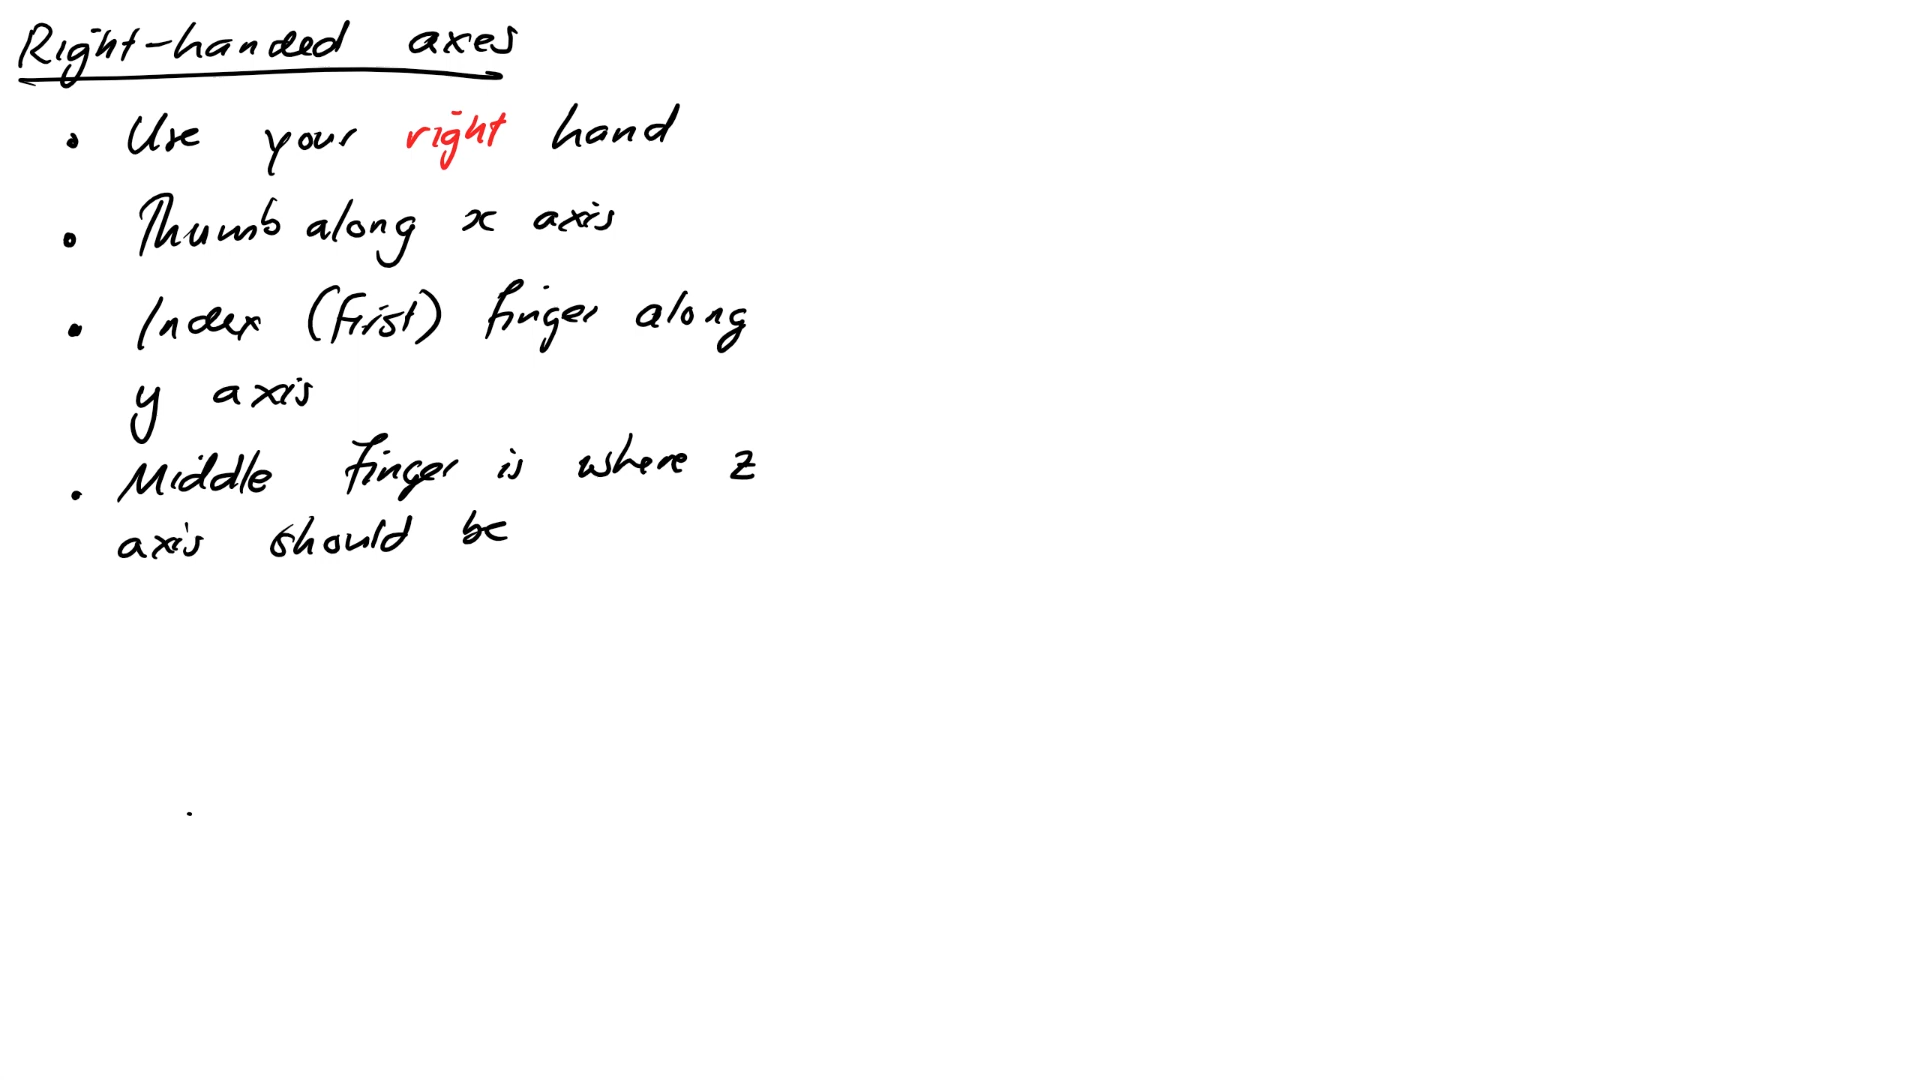 Right-handed axes
• Use your right hand
• Thumb along x axis
• Index (first) finger along
y axis
• Middle finger is where z
axis should be